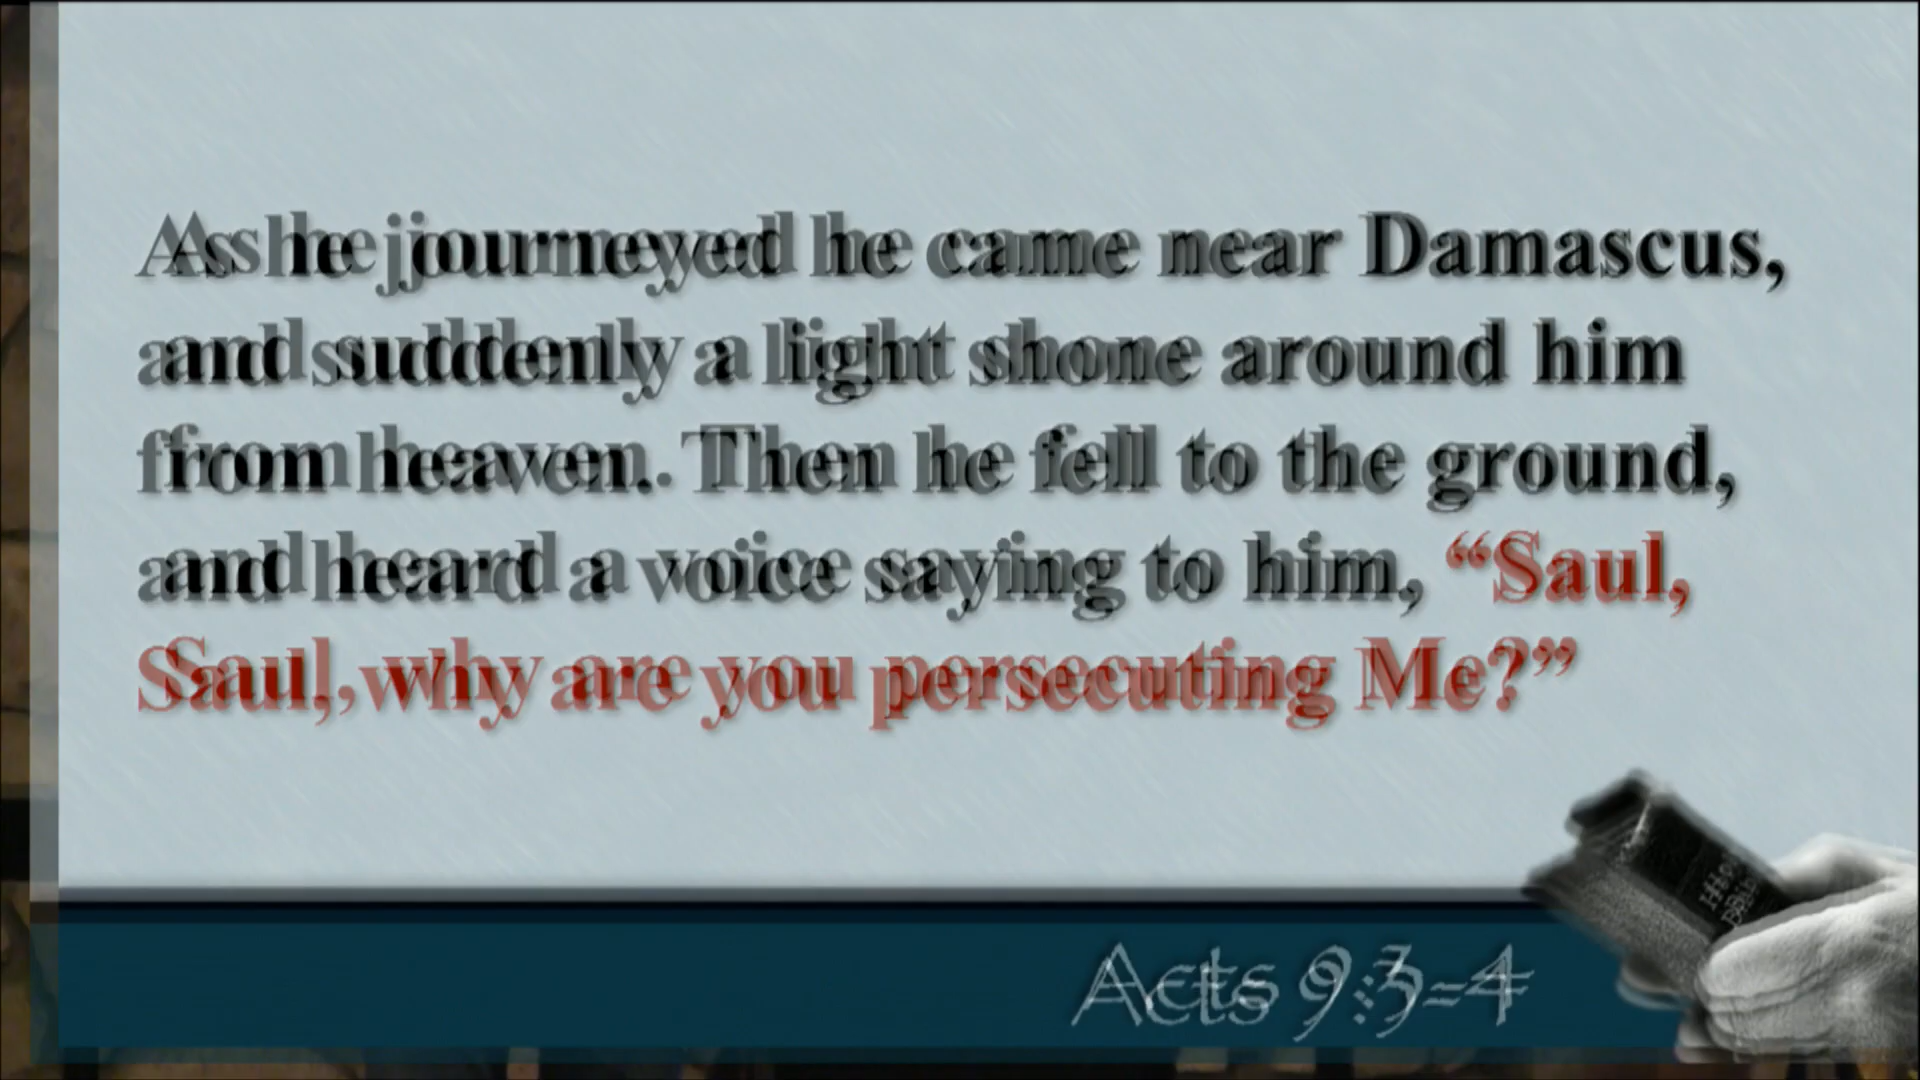 As he journeyed he came near Damascus,
and suddenly a light shone around him
from heaven. Then he fell to the ground,
and heard a voice saying to him, “Saul,
Saul, why are you persecuting Me?”
Holy
Bible
Acts 9:3-4